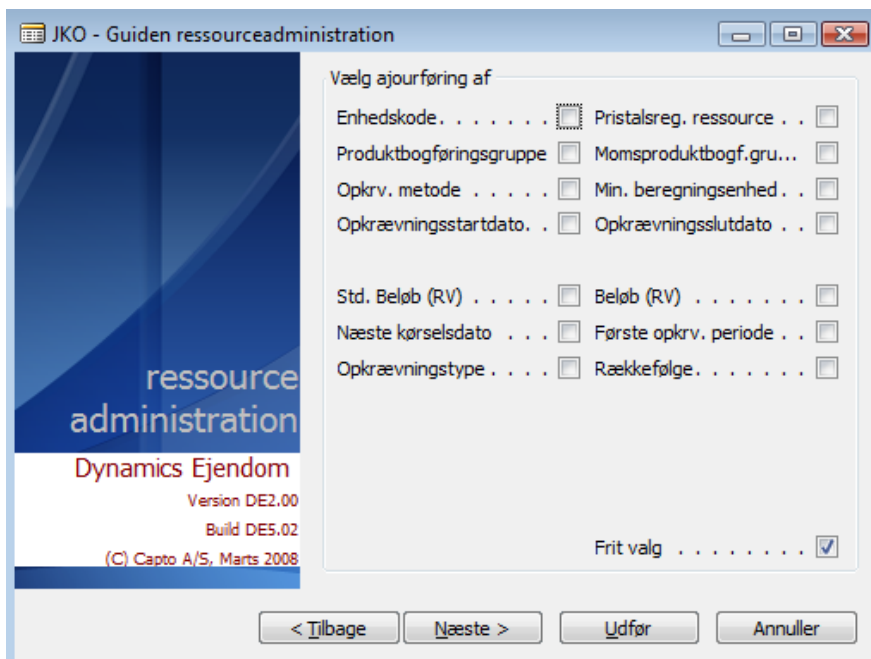 JKO - Guiden ressourceadministration
Vælg ajourføring af
Enhedskode. . . . . . . Pristalsreg. ressource . .
Produktbogføringsgruppe Momsproduktbogf.gru...
Opkrv. metode . . . . . Min. beregningsenhed. .
Opkrævningsstartdato. . Opkrævningsslutdato . .
Std. Beløb (RV) . . . . . Beløb (RV) . . . . . . .
Næste kørselsdato . . . Første opkrv. periode . .
Opkrævningstype . . . . Rækkefølge. . . . . . .
Frit valg . . . . . . . .
ressource
administration
Dynamics Ejendom
Version DE2.00
Build DE5.02
(C) Capto A/S, Marts 2008
< Tilbage Næste > Udfør Annuller